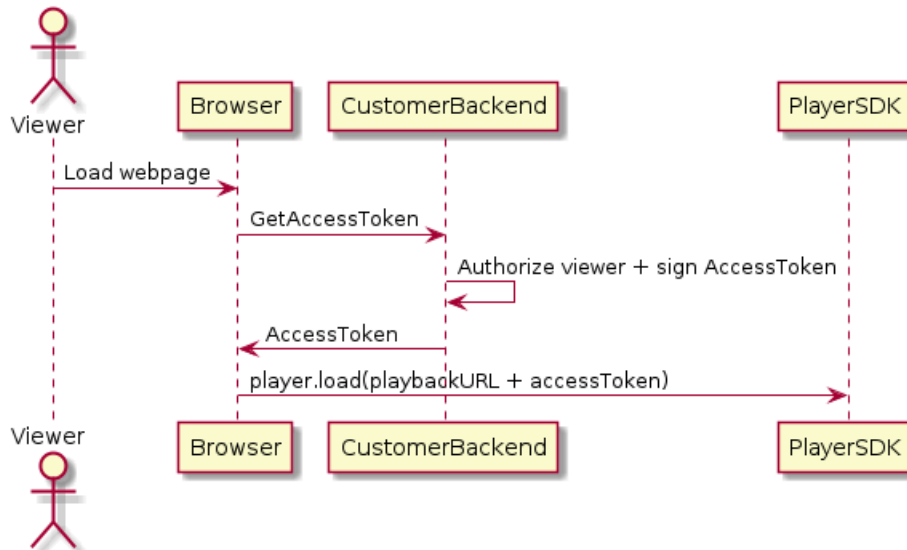 Viewer
Browser
CustomerBackend
PlayerSDK
Load webpage
GetAccessToken
Authorize viewer + sign AccessToken
AccessToken
player.load(playbackURL + accessToken)
Viewer
Browser
CustomerBackend
PlayerSDK